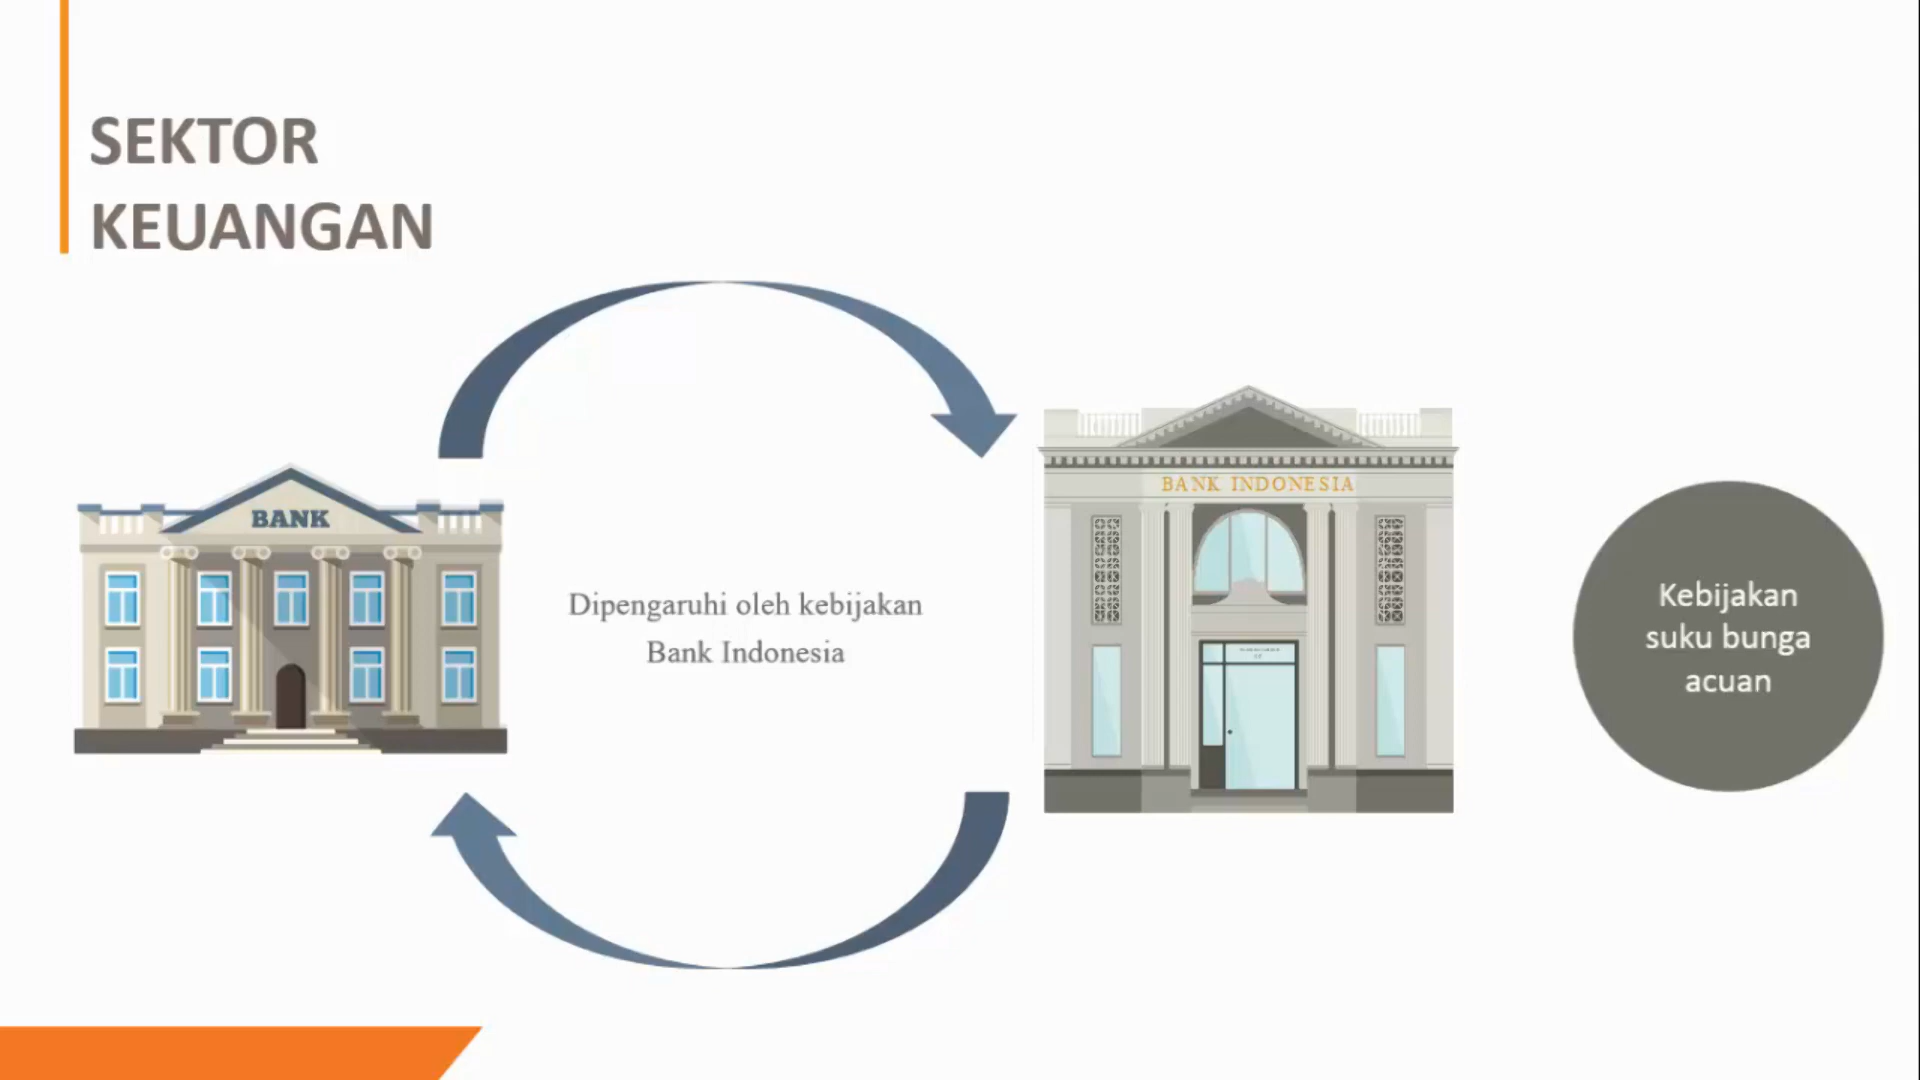 SEKTOR
KEUANGAN
BANK
Dipengaruhi oleh kebijakan
Bank Indonesia
BANK INDONESIA
Kebijakan
suku bunga
acuan